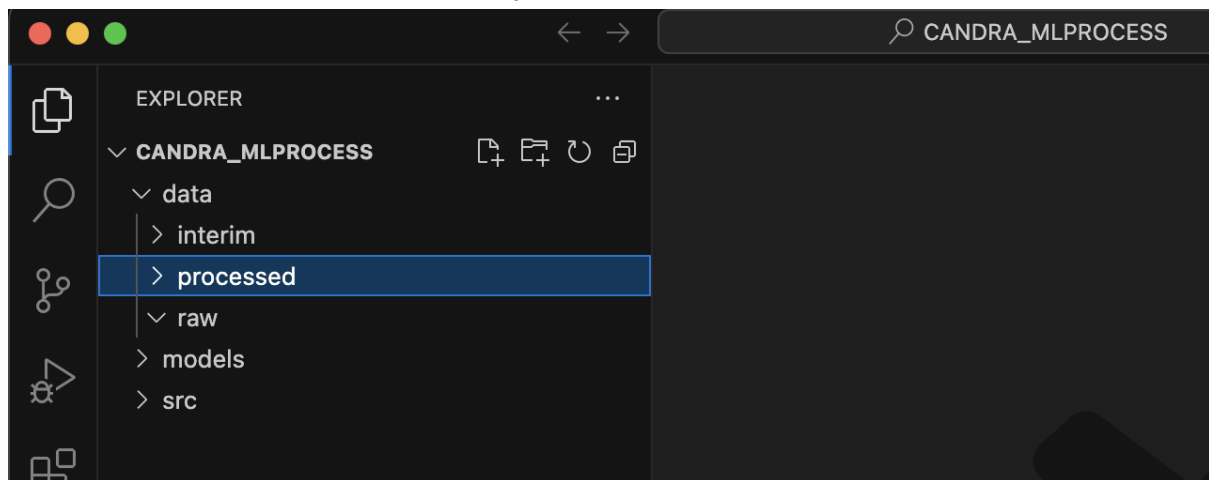 CANDRA_MLPROCESS
EXPLORER
CANDRA_MLPROCESS
data
interim
processed
raw
models
src